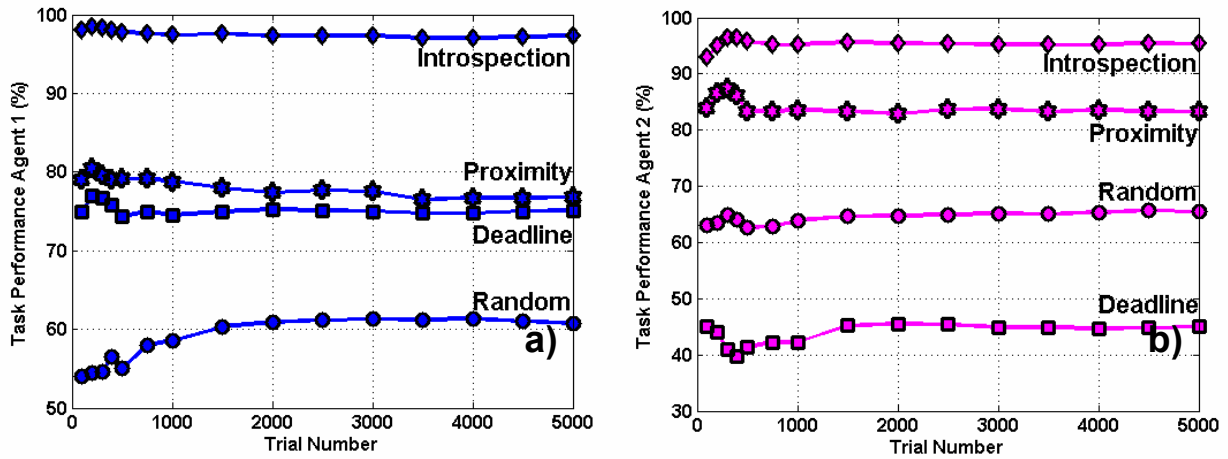 Task Performance Agent 1 (%)
100
90
80
70
60
50
Introspection
Proximity
Deadline
Random
a)
0 1000 2000 3000 4000 5000
Trial Number
Task Performance Agent 2 (%)
100
90
80
70
60
50
40
30
Introspection
Proximity
Random
Deadline
b)
0 1000 2000 3000 4000 5000
Trial Number